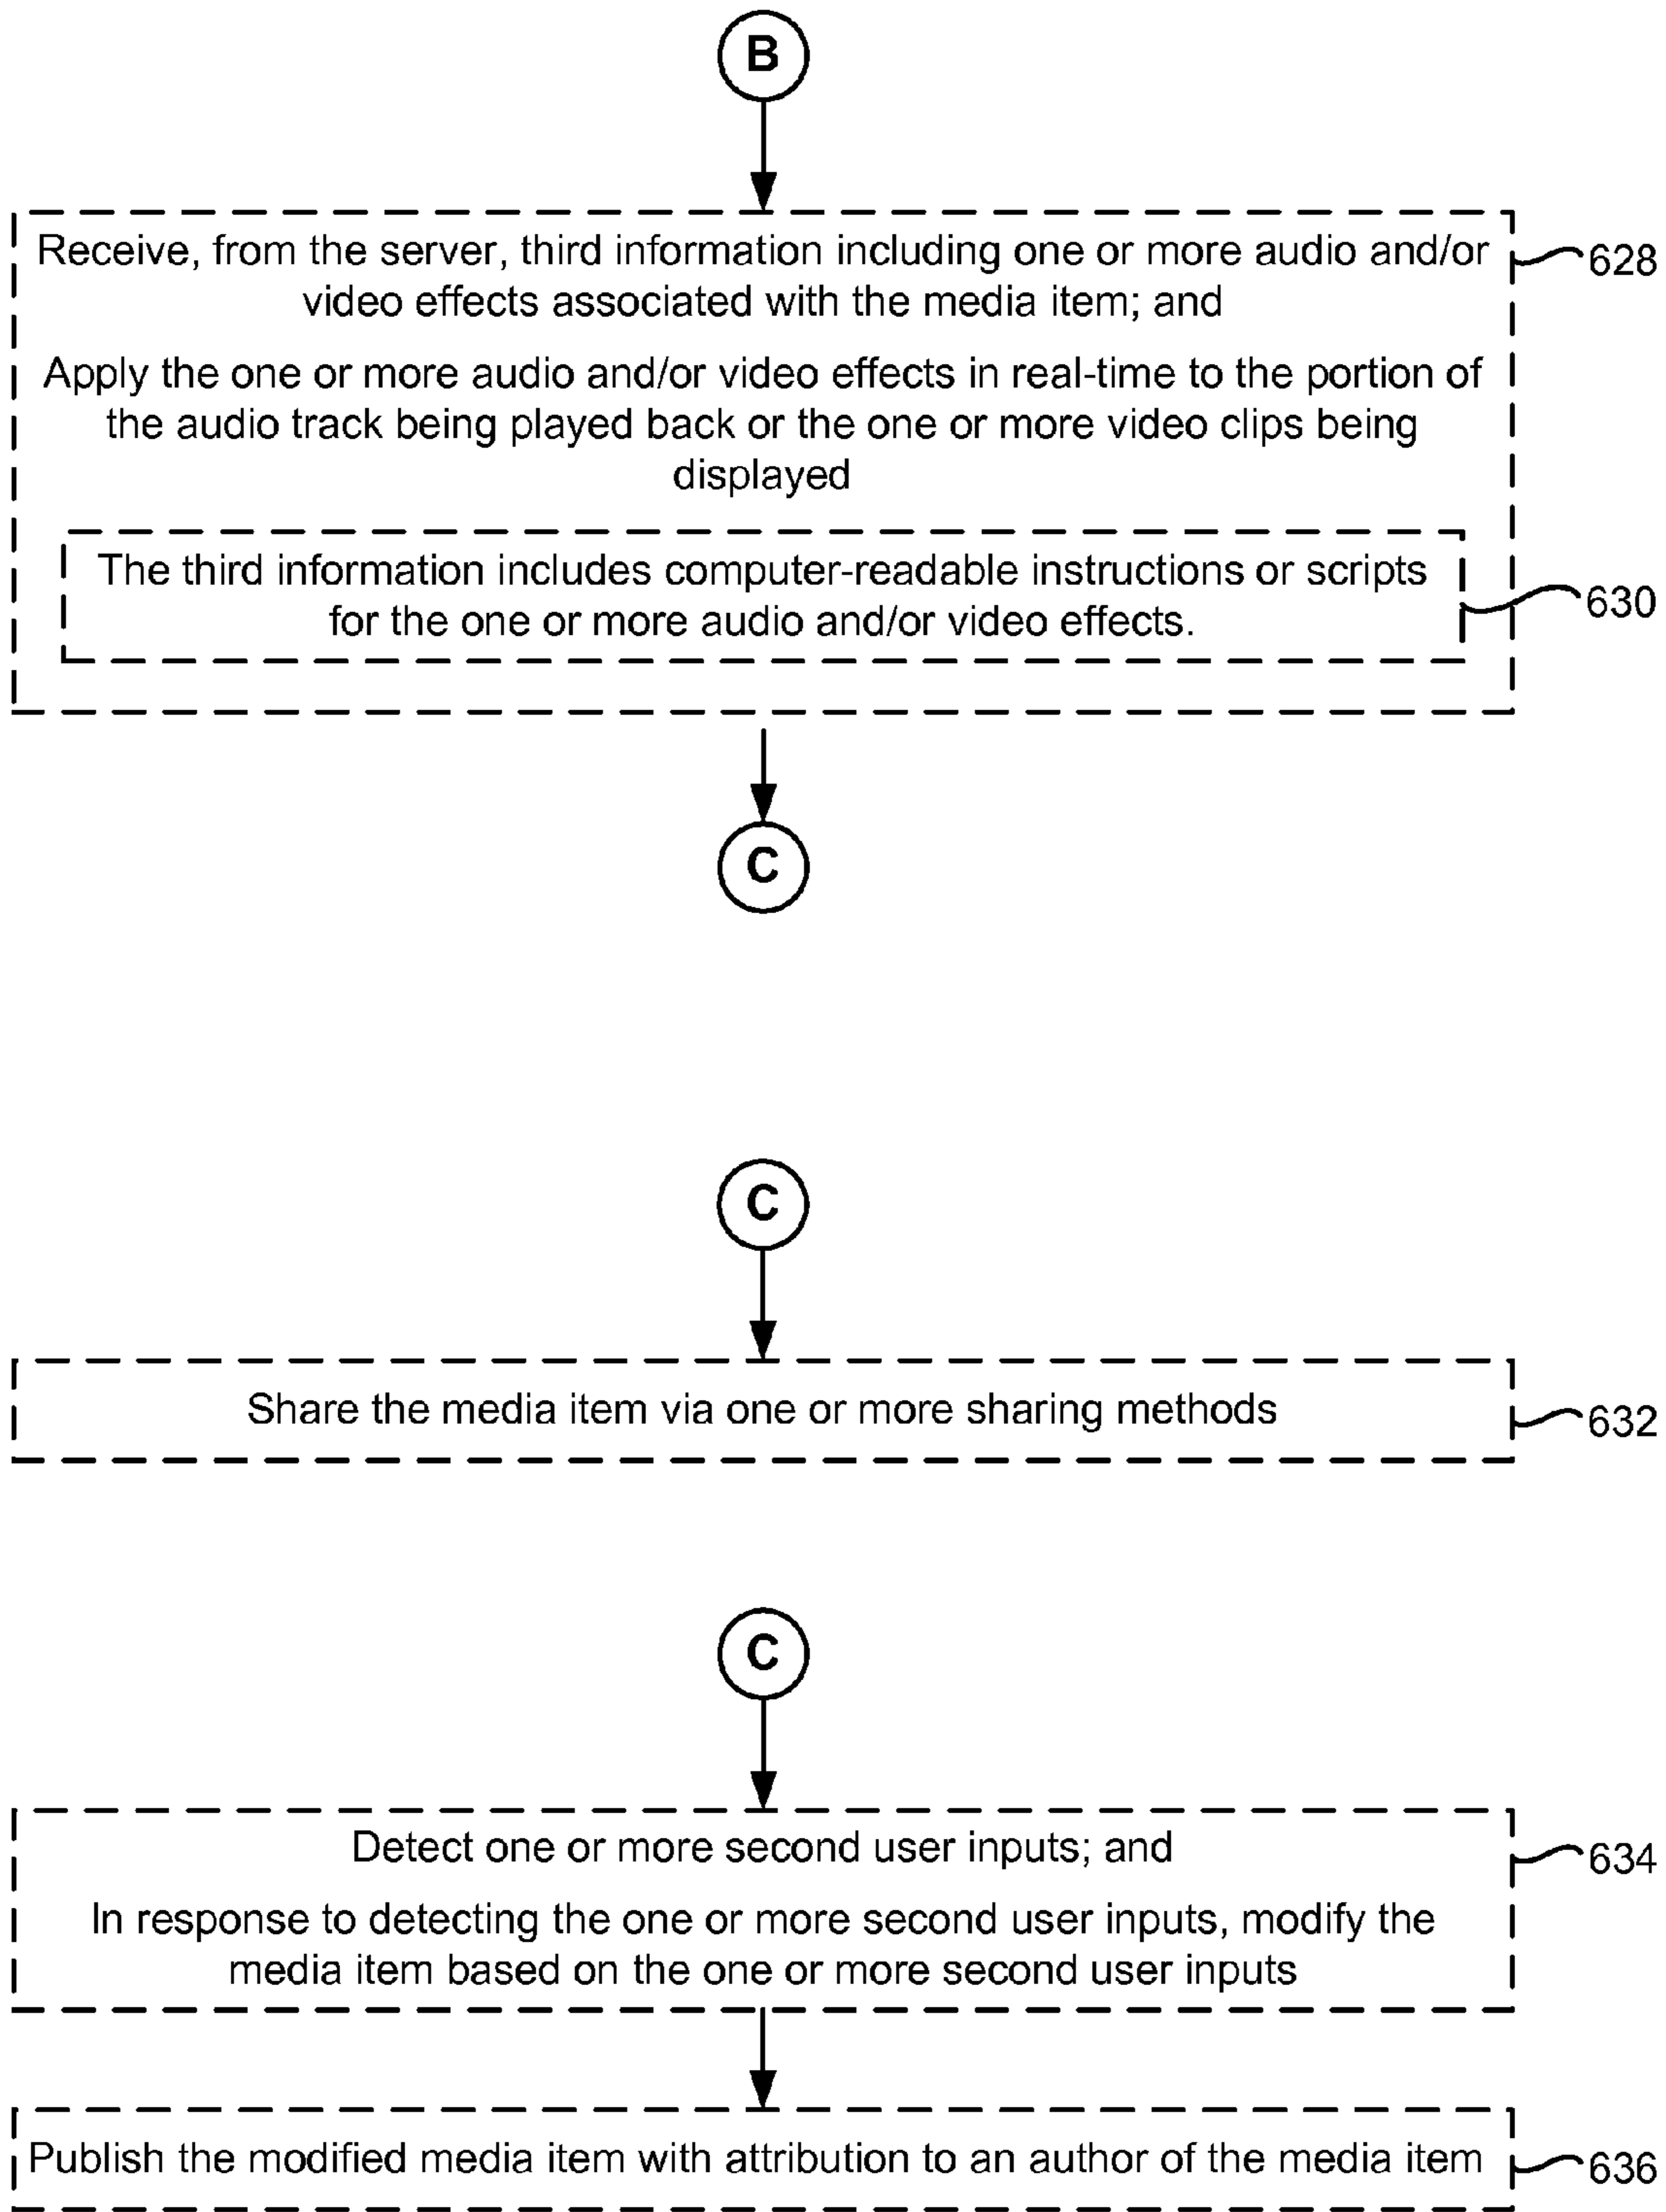 B
Receive, from the server, third information including one or more audio and/or
video effects associated with the media item; and
628
Apply the one or more audio and/or video effects in real-time to the portion of
the audio track being played back or the one or more video clips being
displayed
The third information includes computer-readable instructions or scripts
for the one or more audio and/or video effects.
630
C
C
Share the media item via one or more sharing methods
632
C
Detect one or more second user inputs; and
634
In response to detecting the one or more second user inputs, modify the
media item based on the one or more second user inputs
Publish the modified media item with attribution to an author of the media item
636